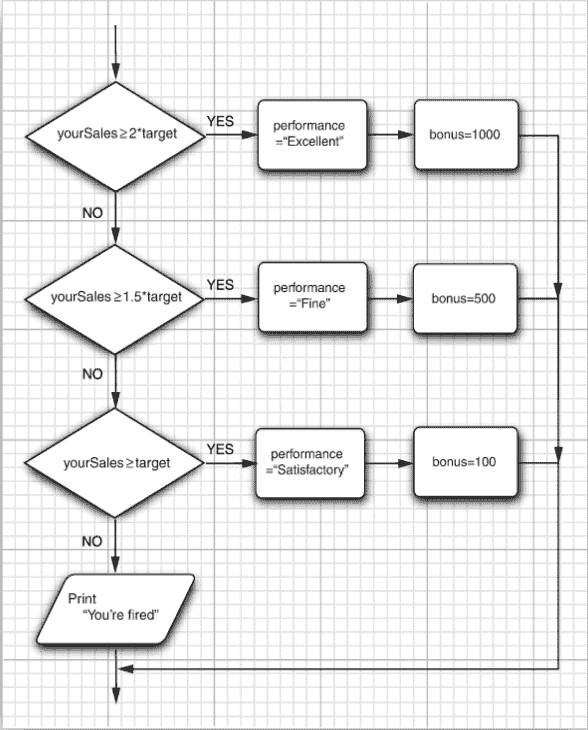 yourSales≥2*target
YES
performance
="Excellent"
bonus=1000
NO
yourSales≥1.5*target
YES
performance
="Fine"
bonus=500
NO
yourSales≥target
YES
performance
="Satisfactory"
bonus=100
NO
Print
"You're fired"